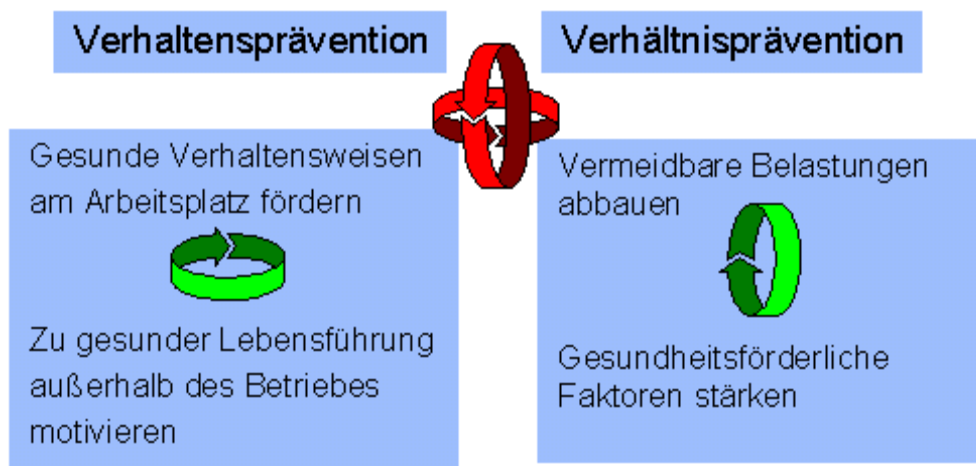 Verhaltensprävention
Verhältnisprävention
Gesunde Verhaltensweisen
am Arbeitsplatz fördern
Zu gesunder Lebensführung
außerhalb des Betriebes
motivieren
Vermeidbare Belastungen
abbauen
Gesundheitsförderliche
Faktoren stärken